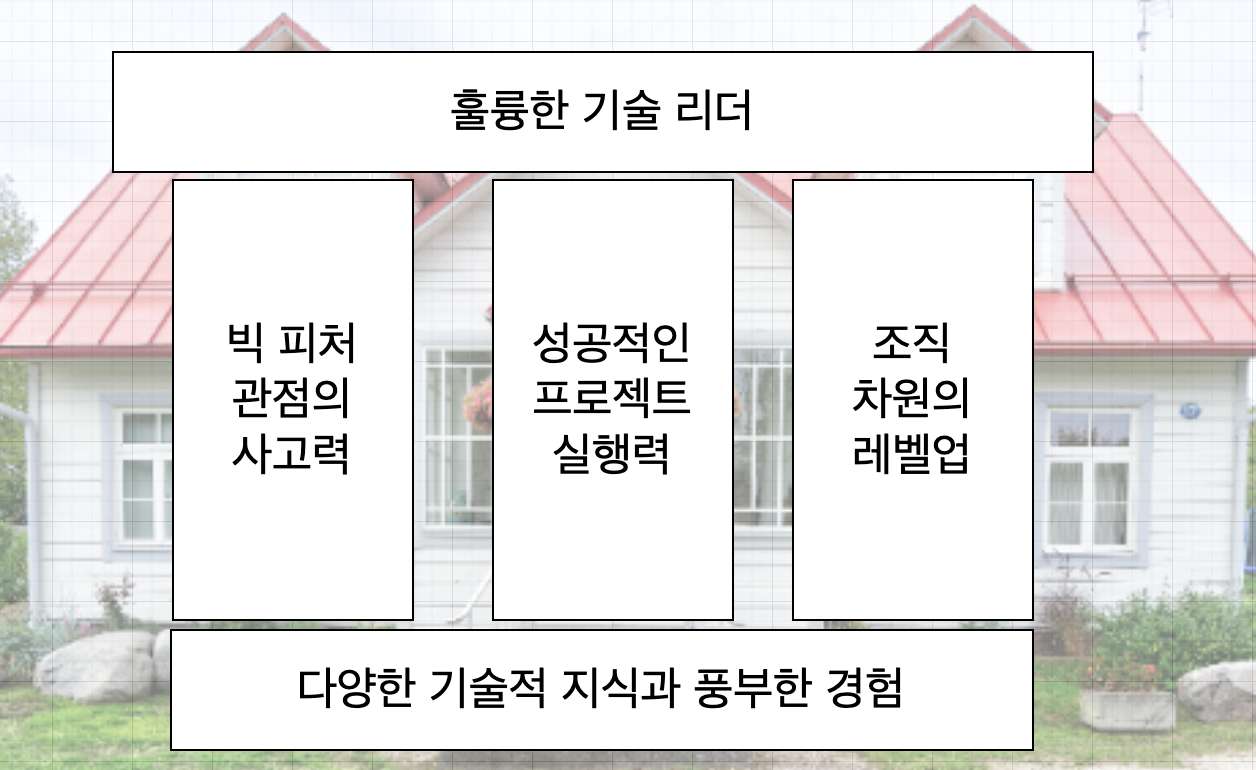 훌륭한 기술 리더
빅 피처
관점의
사고력
성공적인
프로젝트
실행력
조직
차원의
레벨업
다양한 기술적 지식과 풍부한 경험